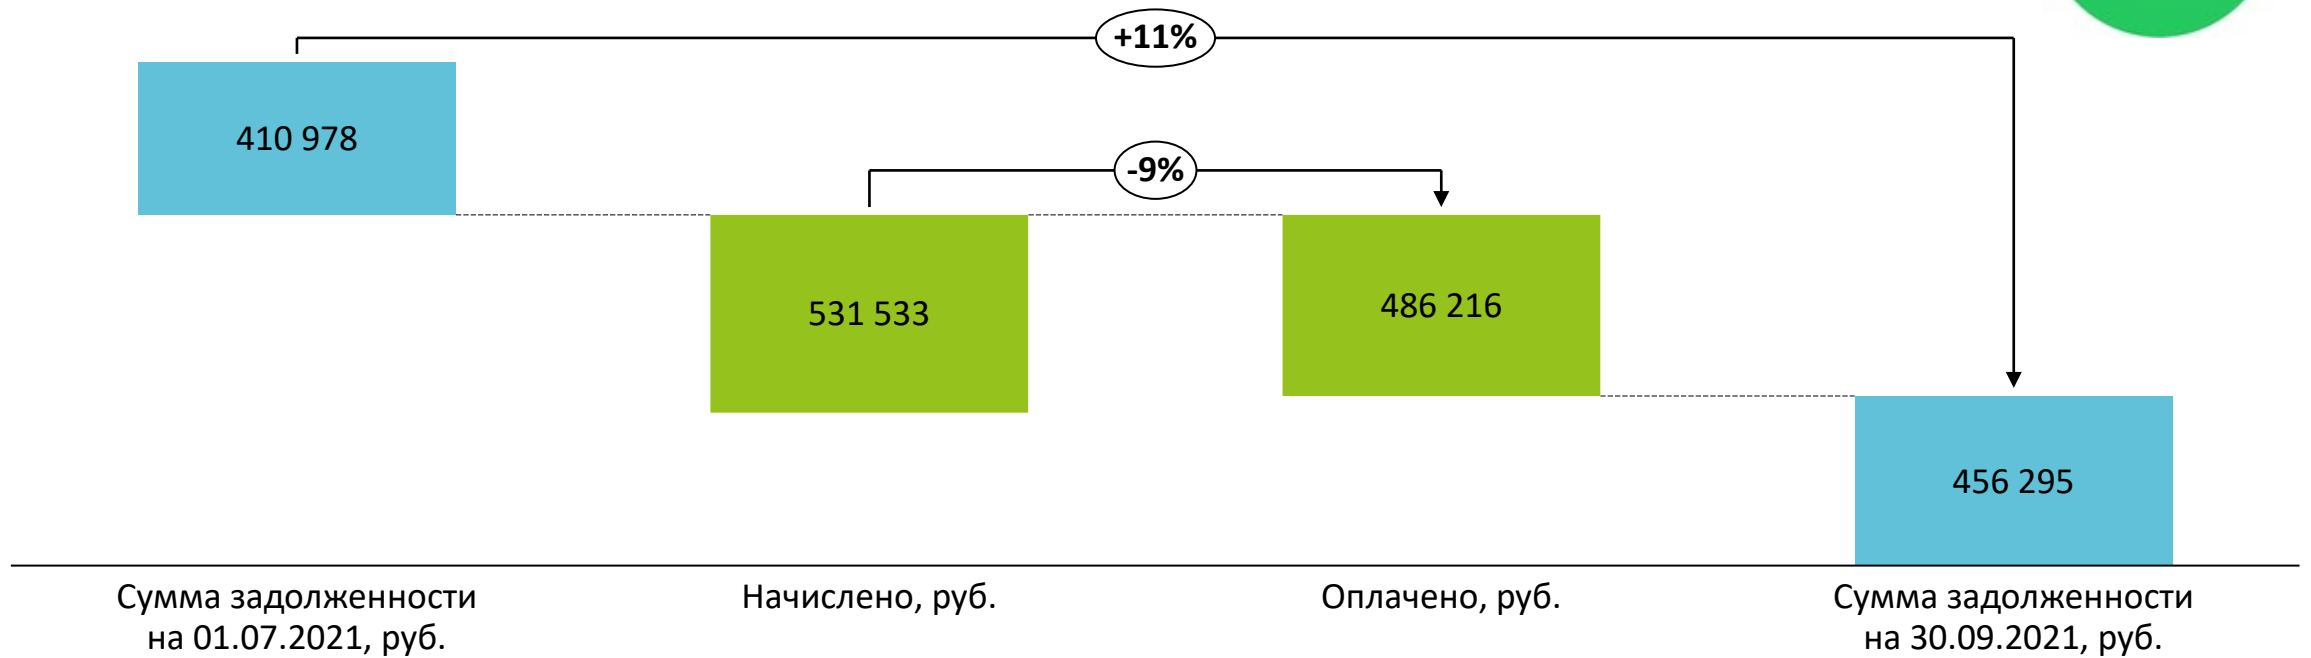 +11%
410 978
-9%
531 533
486 216
456 295
Сумма задолженности
на 01.07.2021, руб.
Начислено, руб.
Оплачено, руб.
Сумма задолженности
на 30.09.2021, руб.